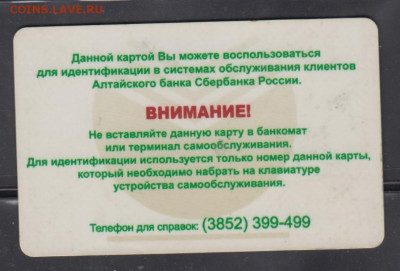 COINS.LAVE.RU
Данной картой Вы можете воспользоваться
для идентификации в системах обслуживания клиентов
Алтайского банка Сбербанка России.
ВНИМАНИЕ!
Не вставляйте данную карту в банкомат
или терминал самообслуживания.
Для идентификации используется только номер данной карты,
который необходимо набрать на клавиатуре
устройства самообслуживания.
Телефон для справок: (3852) 399-499